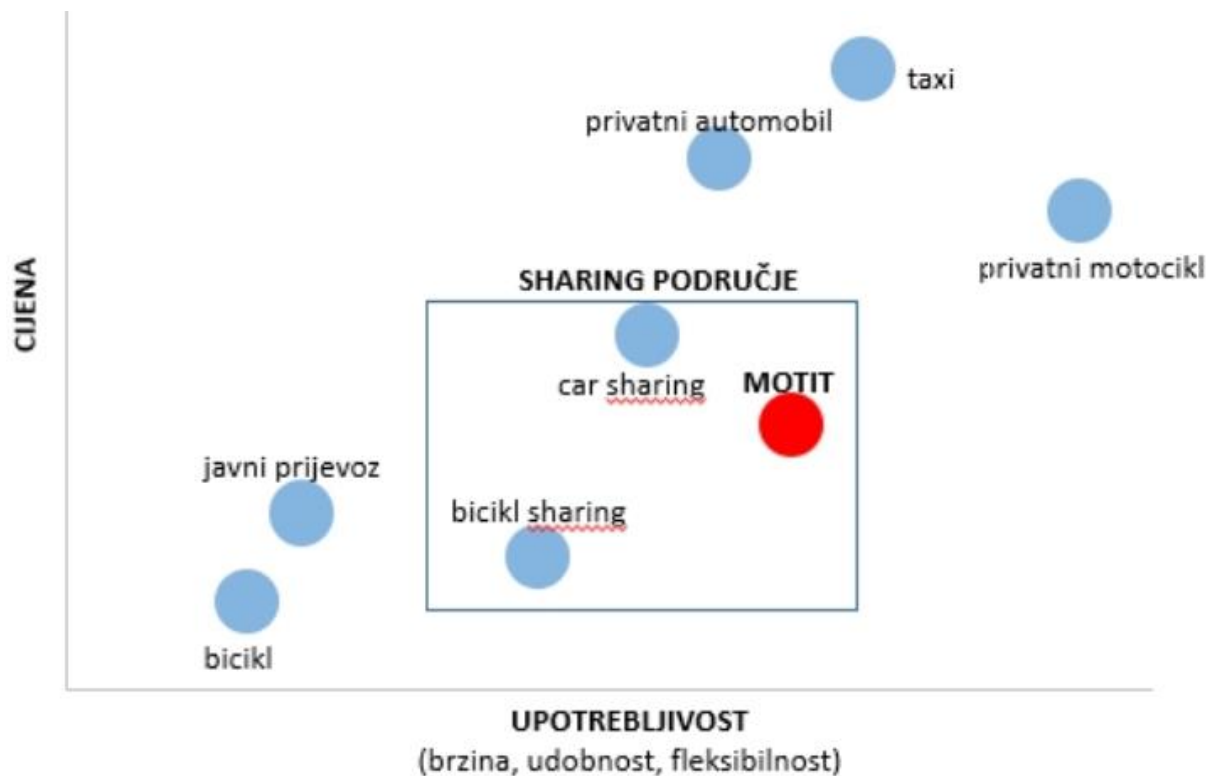 taxi
privatni automobil
privatni motocikl
SHARING PODRUČJE
CIJENA
car sharing
MOTIT
javni prijevoz
bicikl sharing
bicikl
UPOTREBLJIVOST
(brzina, udobnost, fleksibilnost)